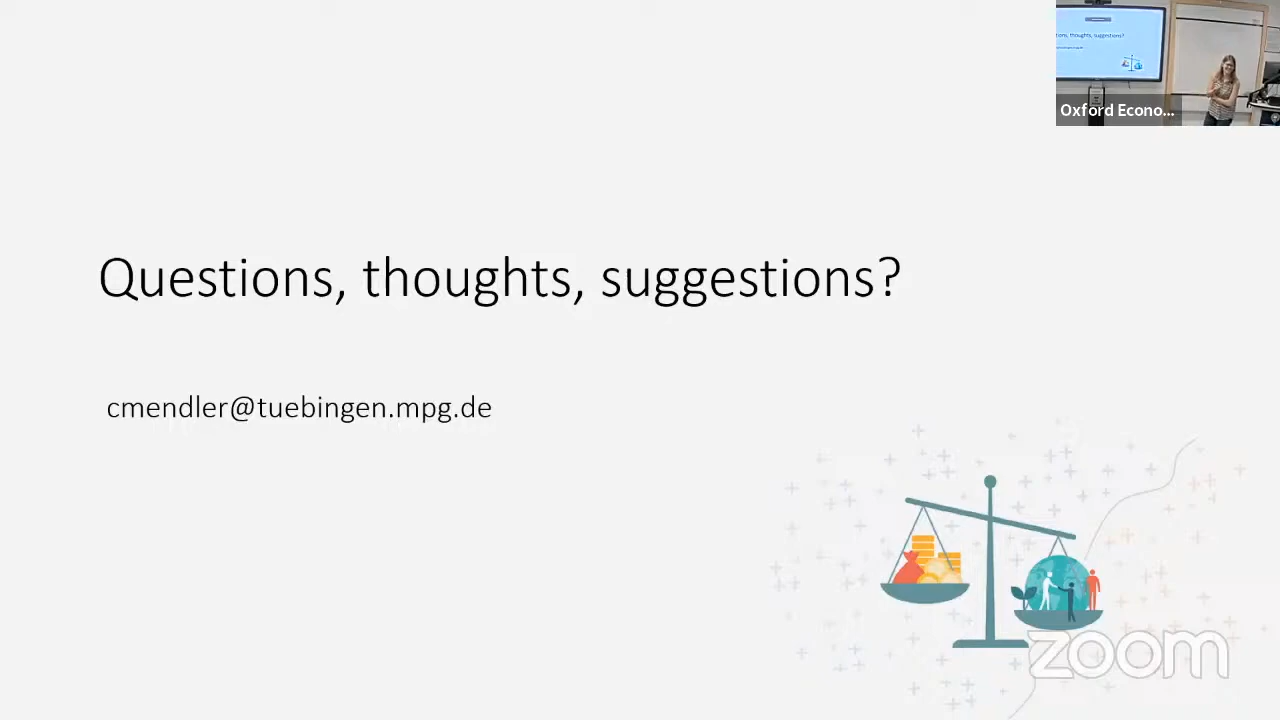 Oxford Econo...
Questions, thoughts, suggestions?
cmendler@tuebingen.mpg.de
zoom